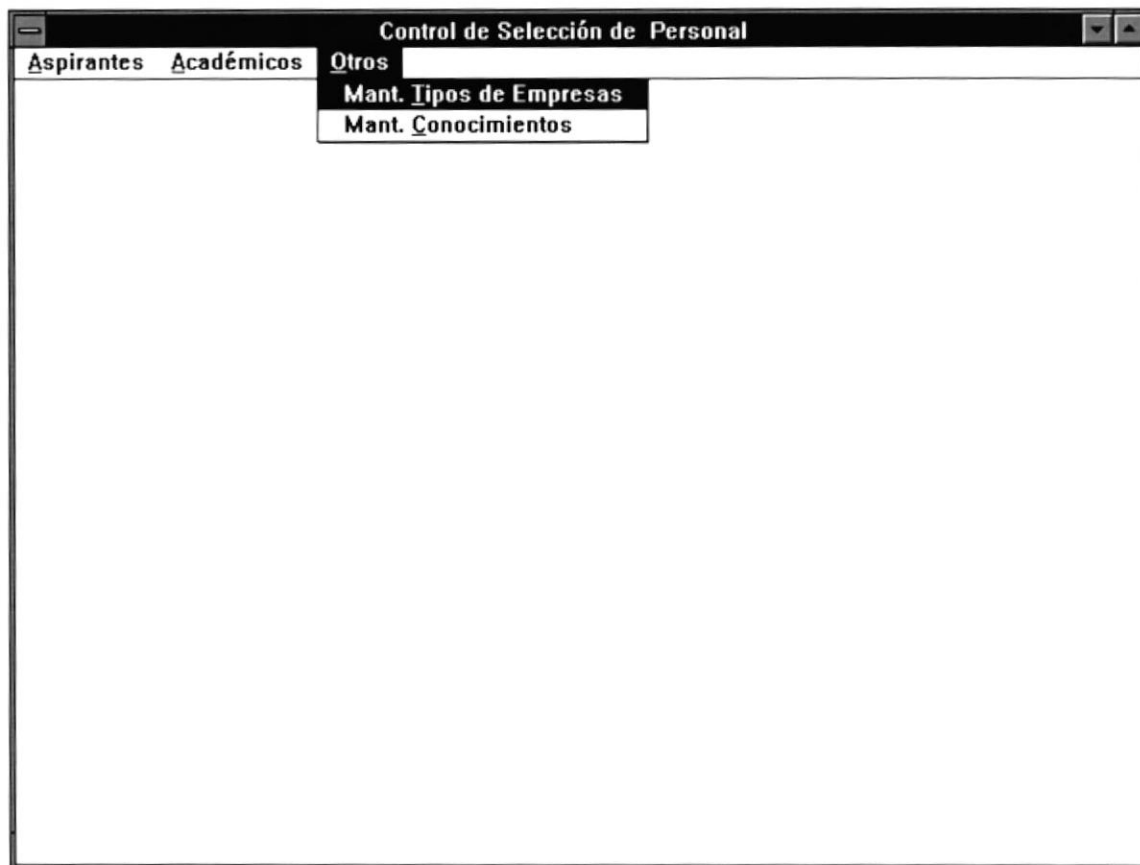 Control de Selección de Personal
Aspirantes Académicos Otros
Mant. Tipos de Empresas
Mant. Conocimientos